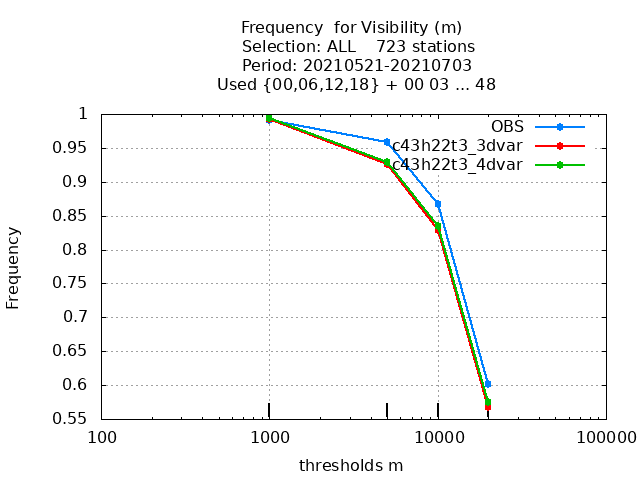 Frequency  for Visibility (m)
Selection: ALL    723 stations
Period: 20210521-20210703
Used {00,06,12,18} + 00 03 ... 48
1
0.95
0.9
0.85
0.8
0.75
0.7
0.65
0.6
0.55
Frequency
OBS
c43h22t3_3dvar
c43h22t3_4dvar
100
1000
10000
100000
thresholds m